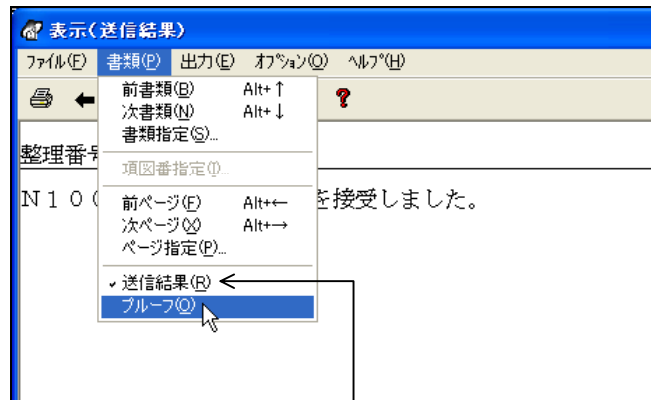 表示(送信結果)
ファイル(F) 書類(P) 出力(E) オプション(O) ヘルプ(H)
前書類(B) Alt+↑
次書類(N) Alt+↓
書類指定(S)...
整理番号
項図番指定(I)...
N10( を接受しました。
前ページ(F) Alt+←
次ページ(X) Alt+→
ページ指定(P)...
✓送信結果(R)
プルーフ(O)